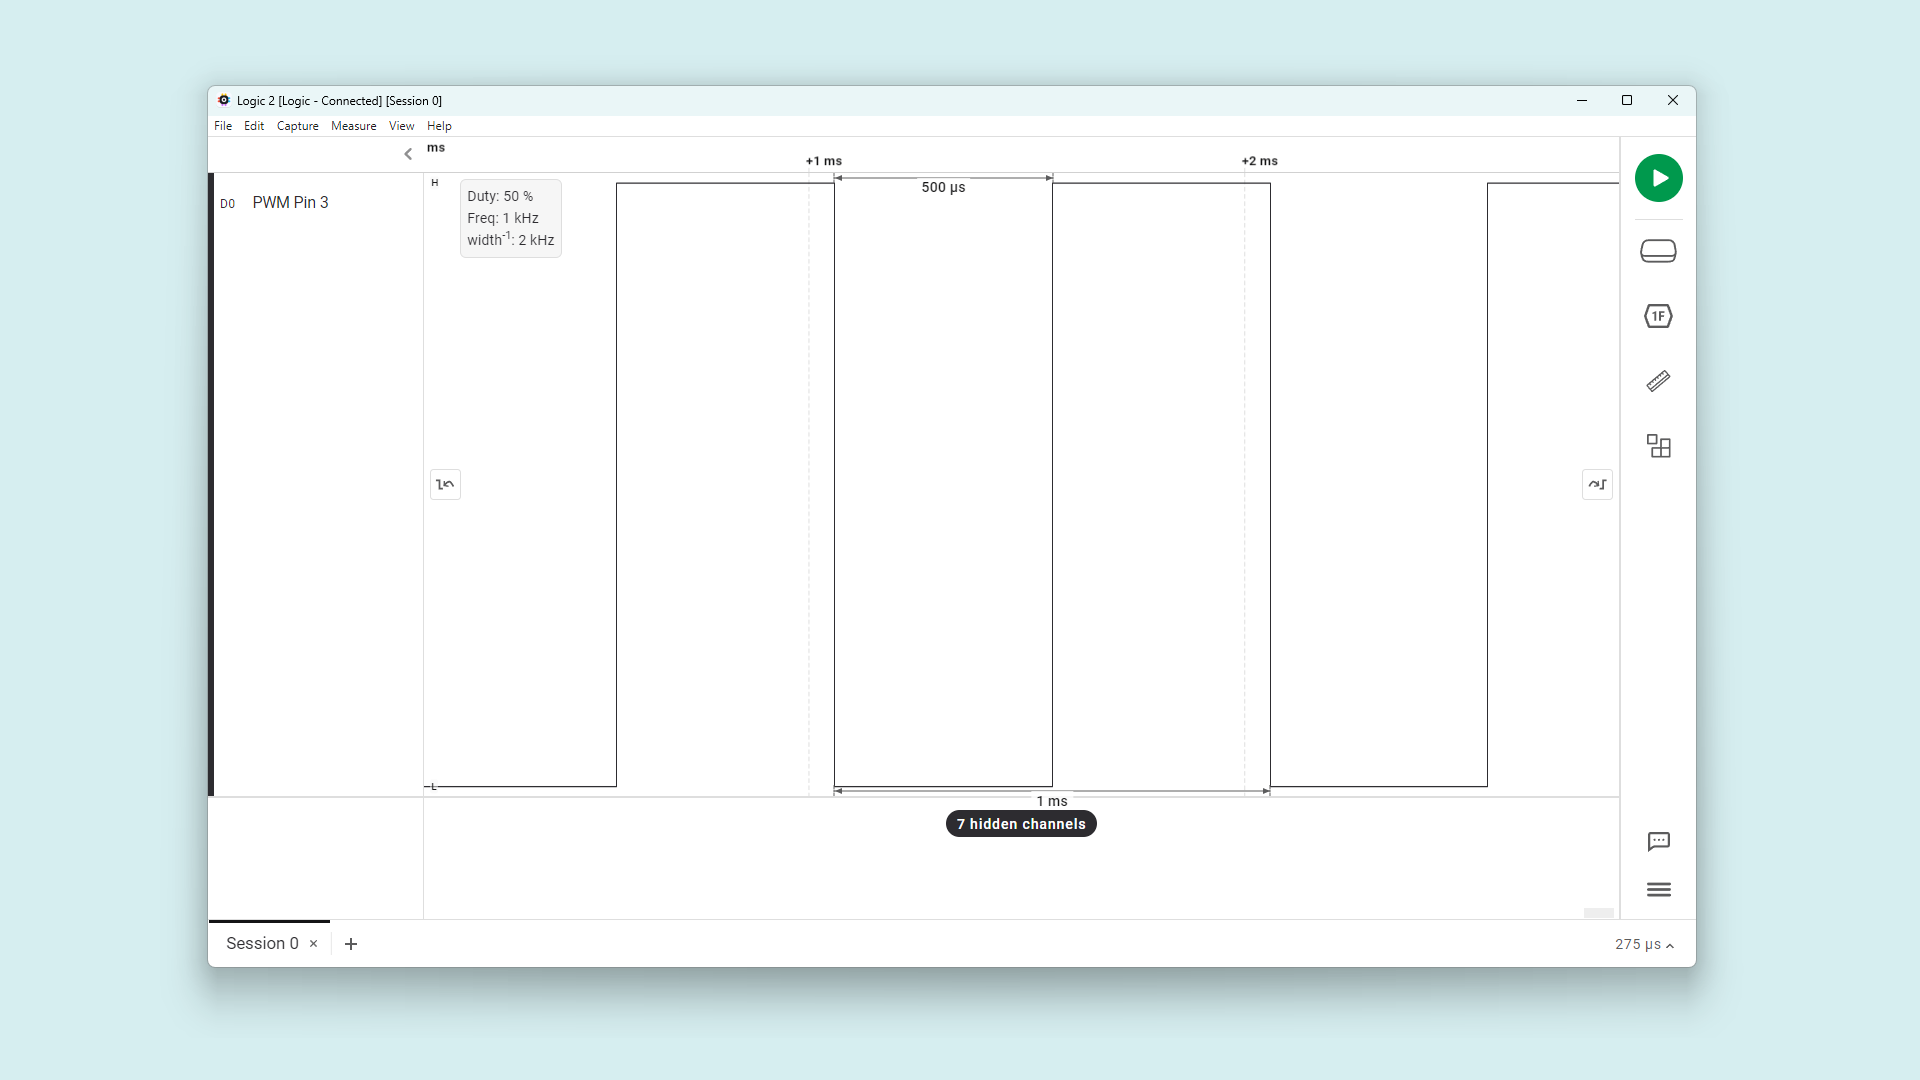 Logic 2 [Logic - Connected] [Session 0]
File Edit Capture Measure View Help
ms
+1 ms +2 ms
D0 PWM Pin 3
H
Duty: 50 %
Freq: 1 kHz
width-1: 2 kHz
500 µs
1F
L
1 ms
7 hidden channels
Session 0 × +
275 µs